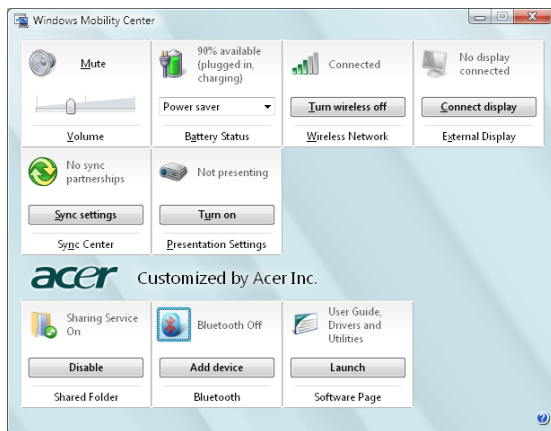 Windows Mobility Center
Mute
Volume
90% available
(plugged in,
charging)
Power saver
Battery Status
Connected
Turn wireless off
Wireless Network
No display
connected
Connect display
External Display
No sync
partnerships
Sync settings
Sync Center
Not presenting
Turn on
Presentation Settings
acer Customized by Acer Inc.
Sharing Service
On
Disable
Shared Folder
Bluetooth Off
Add device
Bluetooth
User Guide,
Drivers and
Utilities
Launch
Software Page